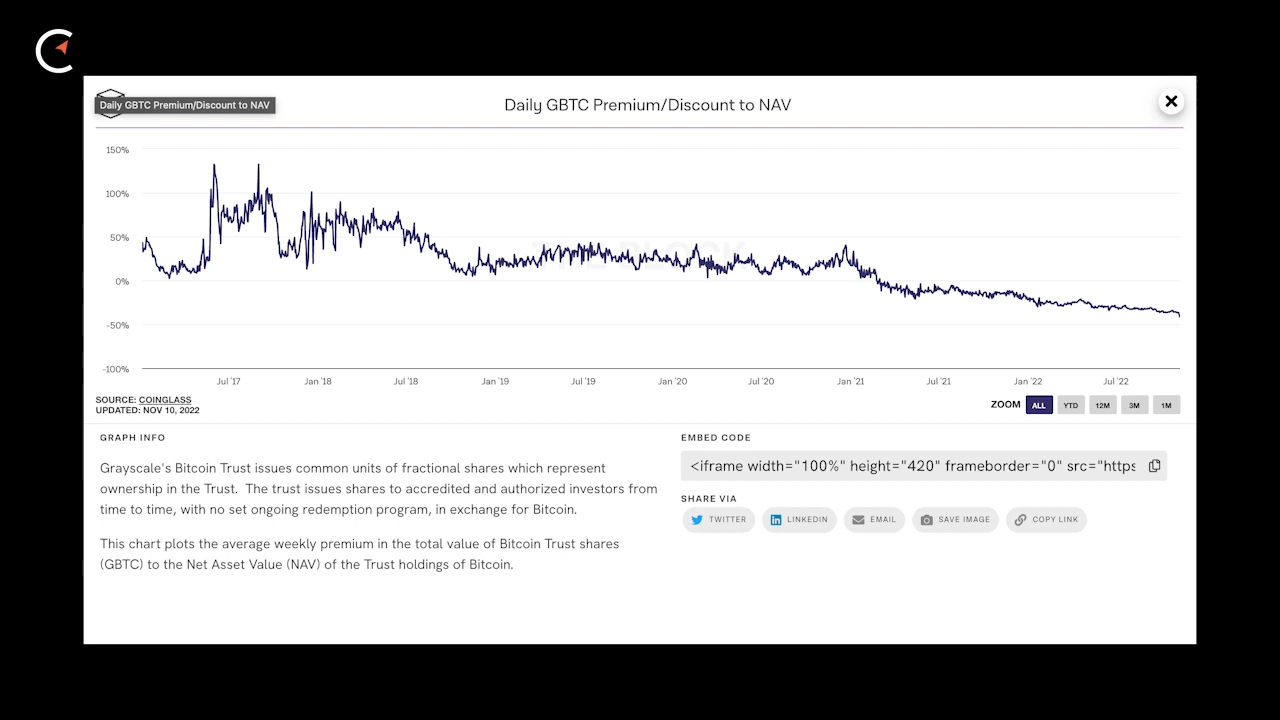 Daily GBTC Premium/Discount to NAV
Daily GBTC Premium/Discount to NAV
150%
100%
50%
0%
-50%
-100%
THE BLOCK
Jul '17
Jan '18
Jul '18
Jan '19
Jul '19
Jan '20
Jul '20
Jan '21
Jul '21
Jan '22
Jul '22
SOURCE: COINGLASS
UPDATED: NOV 10, 2022
ZOOM ALL YTD 12M 3M 1M
GRAPH INFO
Grayscale's Bitcoin Trust issues common units of fractional shares which represent
ownership in the Trust. The trust issues shares to accredited and authorized investors from
time to time, with no set ongoing redemption program, in exchange for Bitcoin.
This chart plots the average weekly premium in the total value of Bitcoin Trust shares
(GBTC) to the Net Asset Value (NAV) of the Trust holdings of Bitcoin.
EMBED CODE
<iframe width="100%" height="420" frameborder="0" src="https
SHARE VIA
TWITTER
LINKEDIN
EMAIL
SAVE IMAGE
COPY LINK